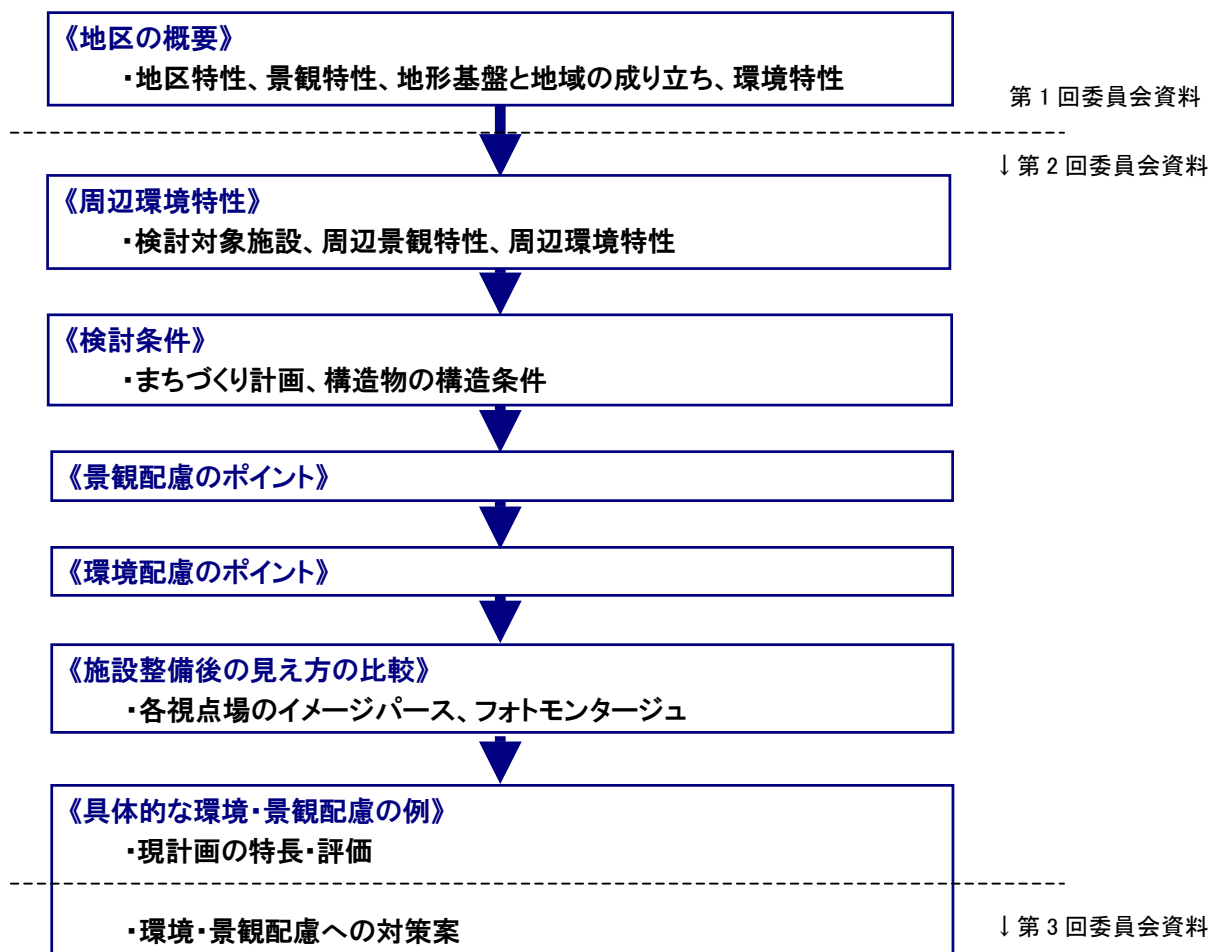 《地区の概要》
・地区特性、景観特性、地形基盤と地域の成り立ち、環境特性
第1回委員会資料
↓第2回委員会資料
《周辺環境特性》
・検討対象施設、周辺景観特性、周辺環境特性
《検討条件》
・まちづくり計画、構造物の構造条件
《景観配慮のポイント》
《環境配慮のポイント》
《施設整備後の見え方の比較》
・各視点場のイメージパース、フォトモンタージュ
《具体的な環境・景観配慮の例》
・現計画の特長・評価
・環境・景観配慮への対策案
↓第3回委員会資料